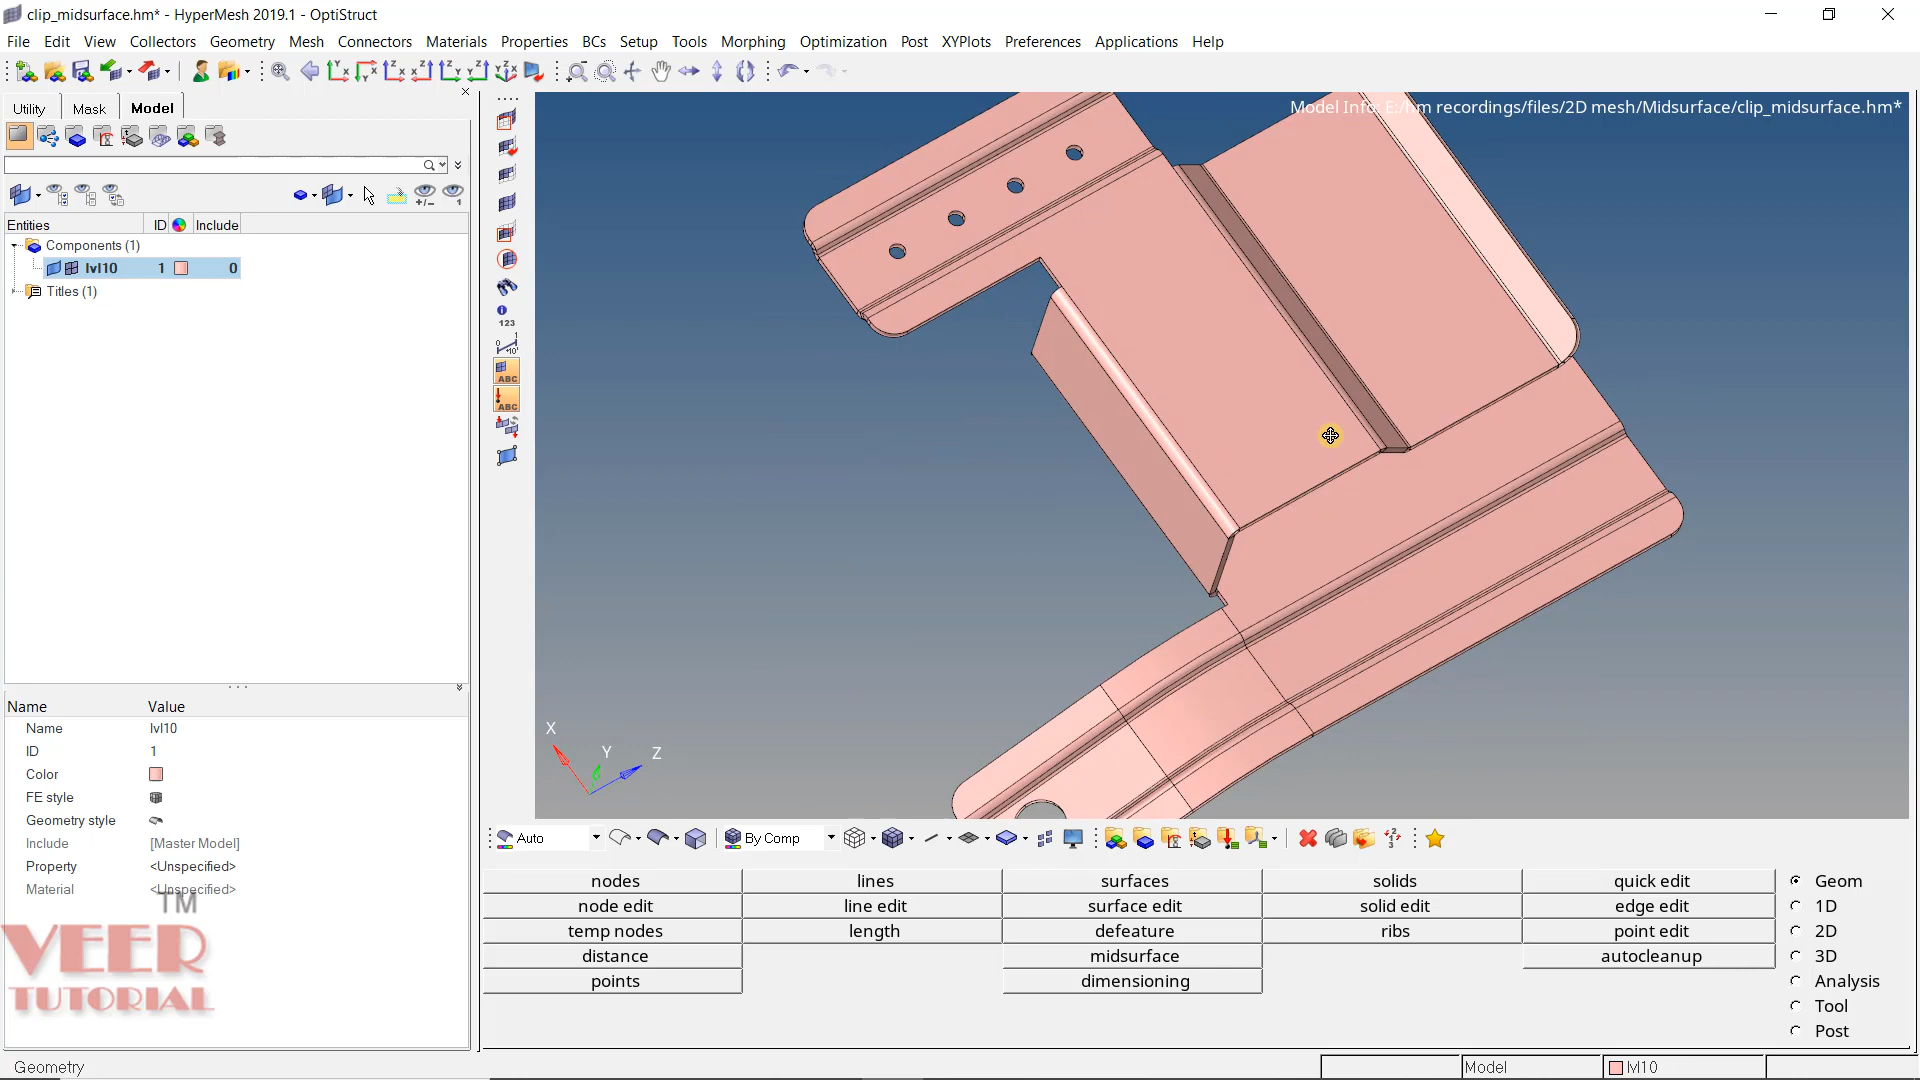 clip_midsurface.hm* - HyperMesh 2019.1 - OptiStruct
File Edit View Collectors Geometry Mesh Connectors Materials Properties BCs Setup Tools Morphing Optimization Post XYPlots Preferences Applications Help
Utility Mask Model
Entities ID Include
Components (1)
lvl10 1 0
Titles (1)
Name Value
Name lvl10
ID 1
Color
FE style
Geometry style
Include [Master Model]
Property <Unspecified>
Material <Unspecified>
TM
VEER
TUTORIAL
123
ABC
ABC
Model Info: E:/hm recordings/files/2D mesh/Midsurface/clip_midsurface.hm*
X
Y
Z
Auto By Comp
nodes lines surfaces solids quick edit Geom
node edit line edit surface edit solid edit edge edit 1D
temp nodes length defeature ribs point edit 2D
distance midsurface autocleanup 3D
points dimensioning Analysis
Tool
Post
Geometry Model lvl10